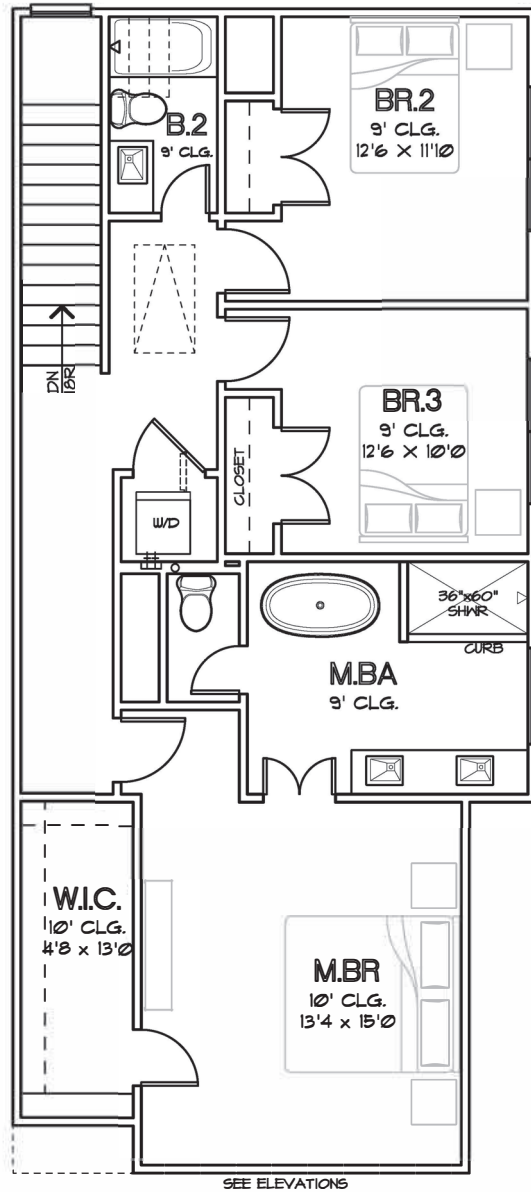 BR.2
9' CLG.
12'6 X 11'10
B.2
9' CLG.
DN
18R
BR.3
9' CLG.
12'6 X 10'0
CLOSET
W/D
36"x60"
SHWR
CURB
M.BA
9' CLG.
W.I.C.
10' CLG.
4'8 x 13'0
M.BR
10' CLG.
13'4 x 15'0
SEE ELEVATIONS